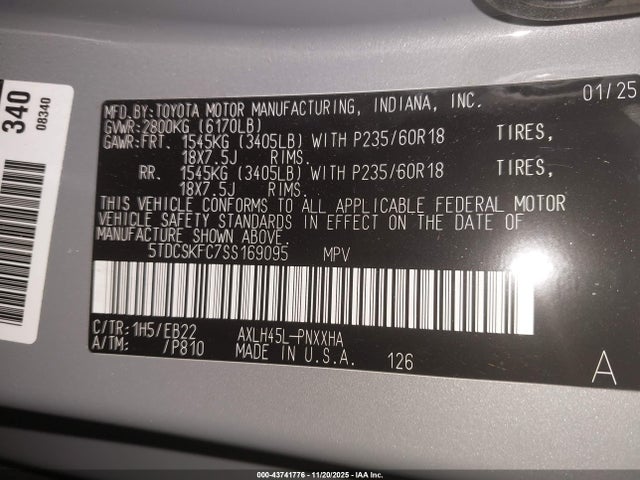 340
08340
MFD.BY:TOYOTA MOTOR MANUFACTURING, INDIANA, INC. 01/25
GVWR:2800KG (6170LB)
GAWR:FRT. 1545KG (3405LB) WITH P235/60R18 TIRES,
18X7.5J RIMS.
RR. 1545KG (3405LB) WITH P235/60R18 TIRES,
18X7.5J RIMS.
THIS VEHICLE CONFORMS TO ALL APPLICABLE FEDERAL MOTOR
VEHICLE SAFETY STANDARDS IN EFFECT ON THE DATE OF
MANUFACTURE SHOWN ABOVE.
5TDCSKFC7SS169095 MPV
C/TR:1H5/EB22 AXLH45L-PNXXHA
A/TM: /P810 MADE IN U.S.A. 126
A
000-43741776 - 11/20/2025 - IAA Inc.